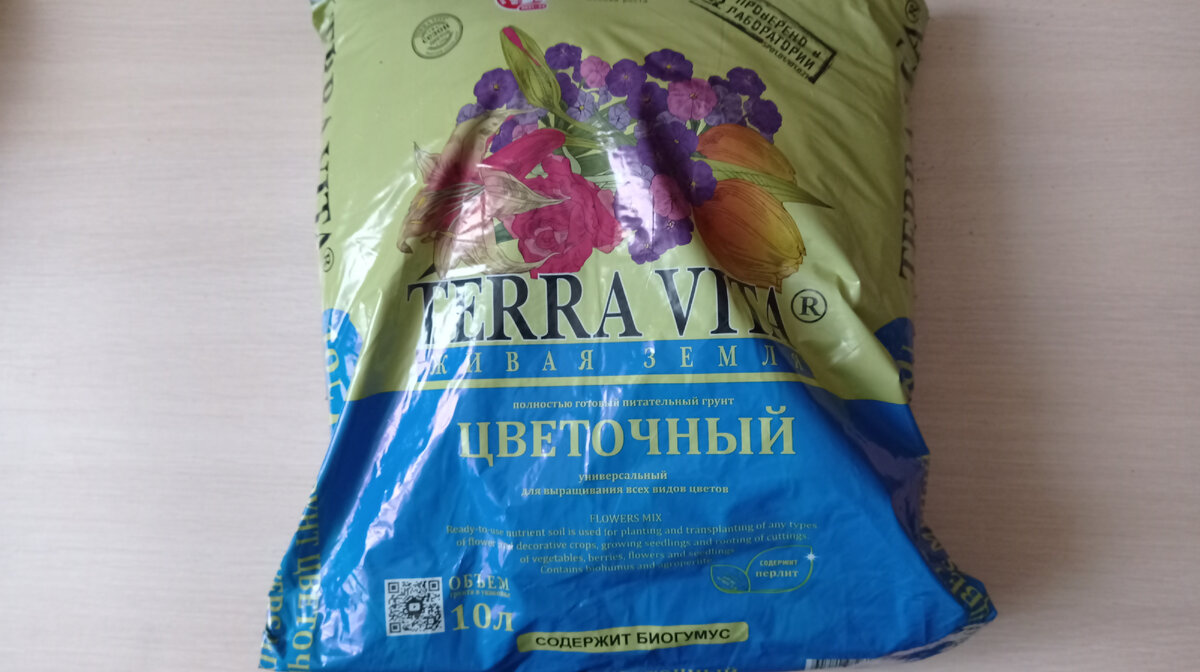 ПРОВЕРЕНО в
ЛАБОРАТОРИИ
TERRA VITA®
ЖИВАЯ ЗЕМЛЯ
полностью готовый питательный грунт
ЦВЕТОЧНЫЙ
универсальный
для выращивания всех видов цветов
FLOWERS MIX
Ready-to-use nutrient soil is used for planting and transplanting of any types
of flower and decorative crops, growing seedlings and rooting of cuttings.
of vegetables, berries, flowers and seedlings
Contains biohumus and agroperlite
СОДЕРЖИТ
перлит
ОБЪЕМ
грунта в упаковке
10л
СОДЕРЖИТ БИОГУМУС